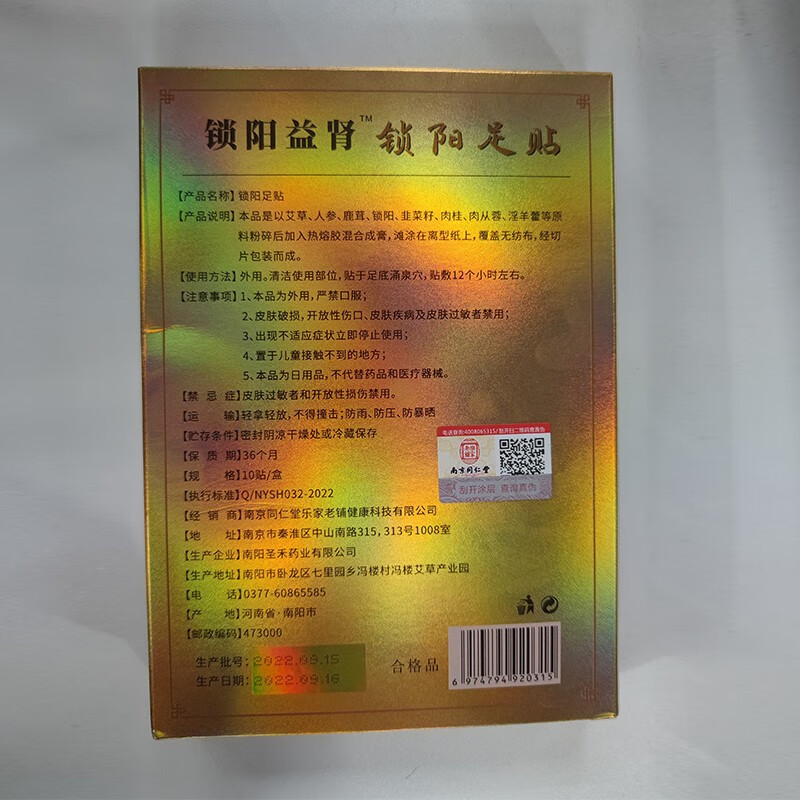 锁阳益肾™ 锁阳足贴
【产品名称】锁阳足贴
【产品说明】本品是以艾草、人参、鹿茸、锁阳、韭菜籽、肉桂、肉从蓉、淫羊藿等原
料粉碎后加入热熔胶混合成膏，滩涂在离型纸上，覆盖无纺布，经切
片包装而成。
【使用方法】外用。清洁使用部位，贴于足底涌泉穴，贴敷12个小时左右。
【注意事项】1、本品为外用，严禁口服；
2、皮肤破损，开放性伤口、皮肤疾病及皮肤过敏者禁用；
3、出现不适应症状立即停止使用；
4、置于儿童接触不到的地方；
5、本品为日用品，不代替药品和医疗器械。
【禁 忌 症】皮肤过敏者和开放性损伤禁用。
【运 输】轻拿轻放，不得撞击；防雨、防压、防暴晒
【贮存条件】密封阴凉干燥处或冷藏保存
【保 质 期】36个月
【规 格】10贴/盒
【执行标准】Q/NYSH032-2022
【经 销 商】南京同仁堂乐家老铺健康科技有限公司
【地 址】南京市秦淮区中山南路315，313号1008室
【生产企业】南阳圣禾药业有限公司
【生产地址】南阳市卧龙区七里园乡冯楼村冯楼艾草产业园
【电 话】0377-60865585
【产 地】河南省·南阳市
【邮政编码】473000
生产批号：2022.09.15
生产日期：2022.09.16
电话查询:4008065315/刮开扫二维码查真伪
南京同仁堂
刮开涂层 查询真伪
合格品
6 974794 920315